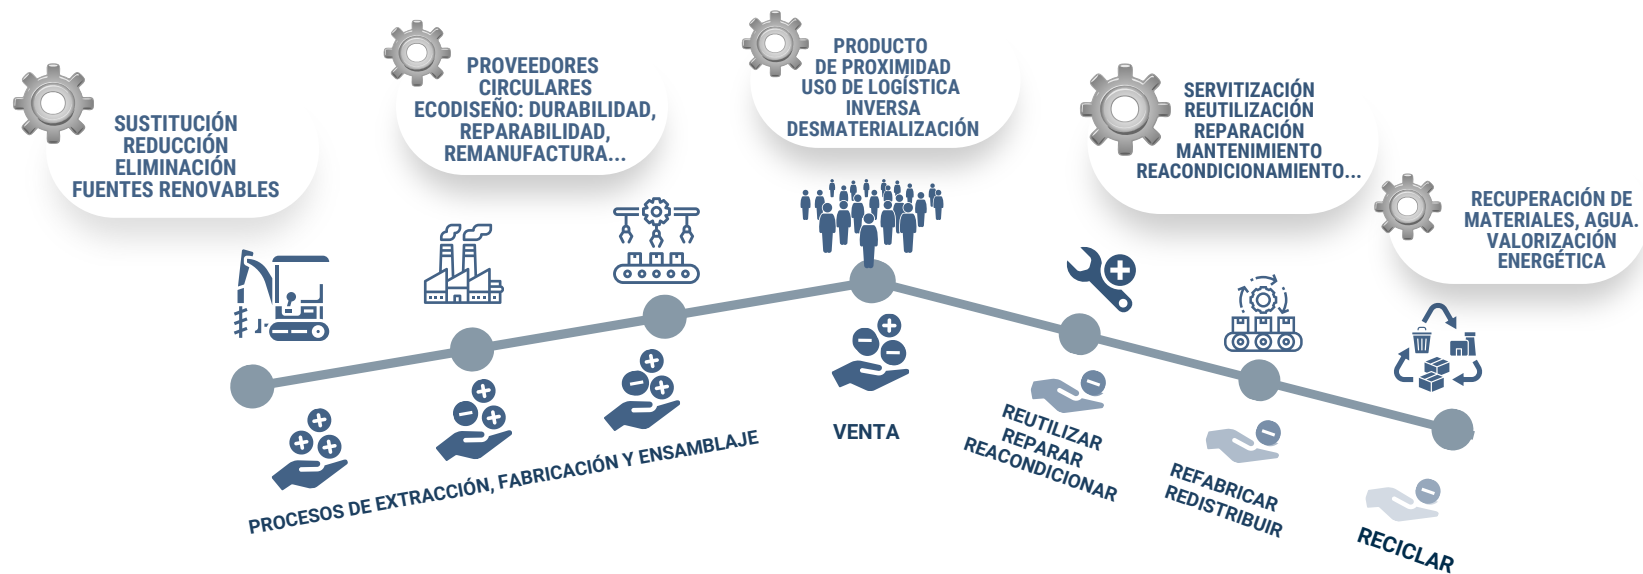 SUSTITUCIÓN
REDUCCIÓN
ELIMINACIÓN
FUENTES RENOVABLES
PROVEEDORES
CIRCULARES
ECODISEÑO: DURABILIDAD,
REPARABILIDAD,
REMANUFACTURA...
PRODUCTO
DE PROXIMIDAD
USO DE LOGÍSTICA
INVERSA
DESMATERIALIZACIÓN
SERVITIZACIÓN
REUTILIZACIÓN
REPARACIÓN
MANTENIMIENTO
REACONDICIONAMIENTO...
RECUPERACIÓN DE
MATERIALES, AGUA.
VALORIZACIÓN
ENERGÉTICA
PROCESOS DE EXTRACCIÓN, FABRICACIÓN Y ENSAMBLAJE
VENTA
REUTILIZAR
REPARAR
REACONDICIONAR
REFABRICAR
REDISTRIBUIR
RECICLAR